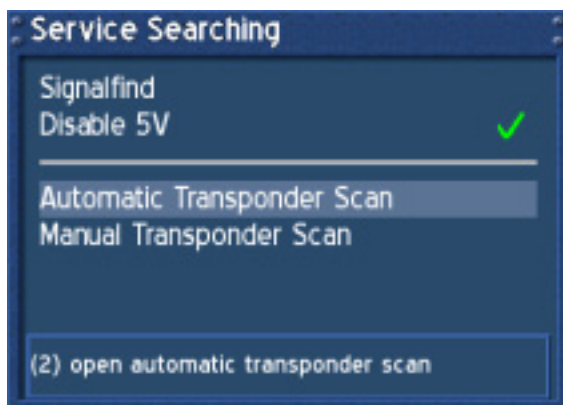 Service Searching
Signalfind
Disable 5V
Automatic Transponder Scan
Manual Transponder Scan
(2) open automatic transponder scan